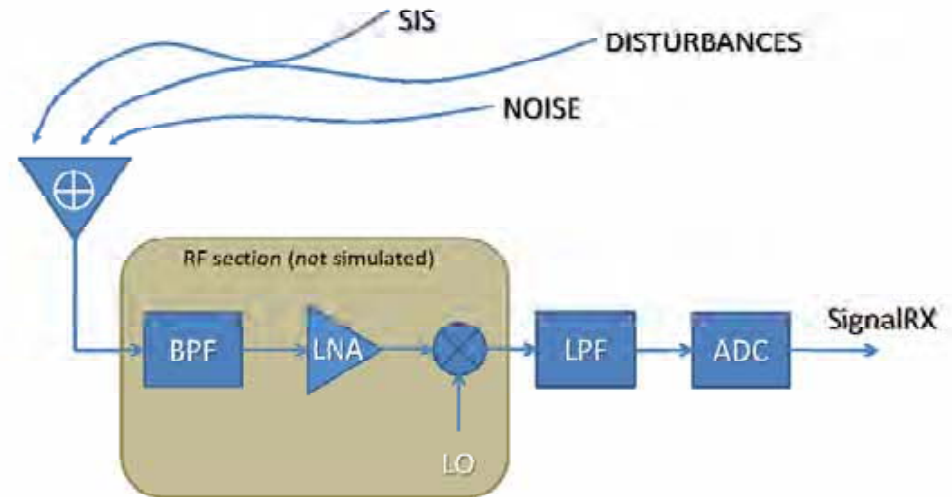 SIS
DISTURBANCES
NOISE
RF section (not simulated)
SignalRX
BPF
LNA
LPF
ADC
LO